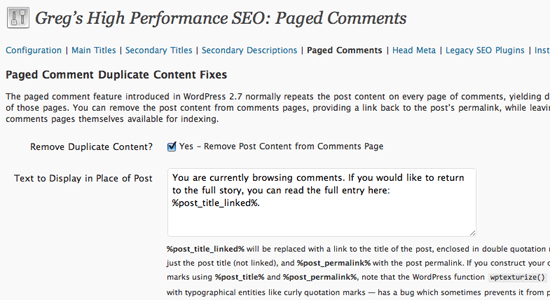 Greg's High Performance SEO: Paged Comments
Configuration | Main Titles | Secondary Titles | Secondary Descriptions | Paged Comments | Head Meta | Legacy SEO Plugins |
Paged Comment Duplicate Content Fixes
The paged comment feature introduced in WordPress 2.7 normally repeats the post content on every page of comments, yielding
of those pages. You can remove the post content from comments pages, providing a link back to the post's permalink, while
comments pages themselves available for indexing.
Remove Duplicate Content?
Yes – Remove Post Content from Comments Page
Text to Display in Place of Post
You are currently browsing comments. If you would like to return
to the full story, you can read the full entry here:
%post_title_linked%.
%post_title_linked% will be replaced with a link to the title of the post, enclosed in double quotation
just the post title (not linked), and %post_permalink% with the post permalink. If you construct your
marks using %post_title% and %post_permalink%, note that the WordPress function wptexturize()
with typographical entities like curly quotation marks — has a bug which sometimes prevents it from